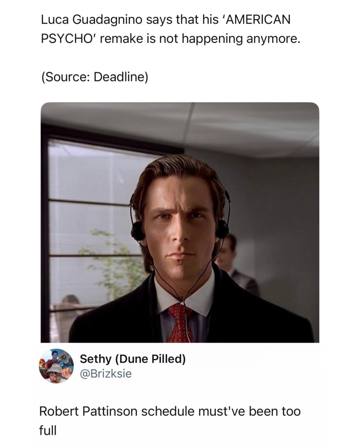 Luca Guadagnino says that his ‘AMERICAN
PSYCHO’ remake is not happening anymore.
(Source: Deadline)
Sethy (Dune Pilled)
@Brizksie
Robert Pattinson schedule must've been too
full